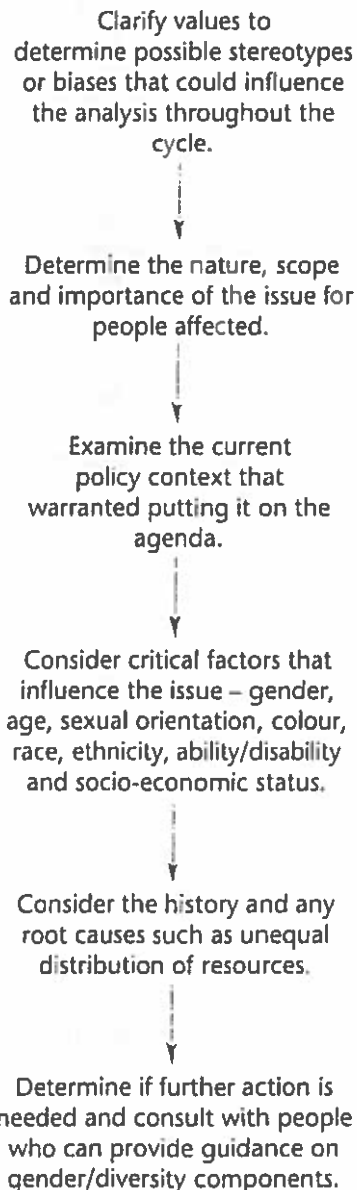 Clarify values to
determine possible stereotypes
or biases that could influence
the analysis throughout the
cycle.
Determine the nature, scope
and importance of the issue for
people affected.
Examine the current
policy context that
warranted putting it on the
agenda.
Consider critical factors that
influence the issue – gender,
age, sexual orientation, colour,
race, ethnicity, ability/disability
and socio-economic status.
Consider the history and any
root causes such as unequal
distribution of resources.
Determine if further action is
needed and consult with people
who can provide guidance on
gender/diversity components.